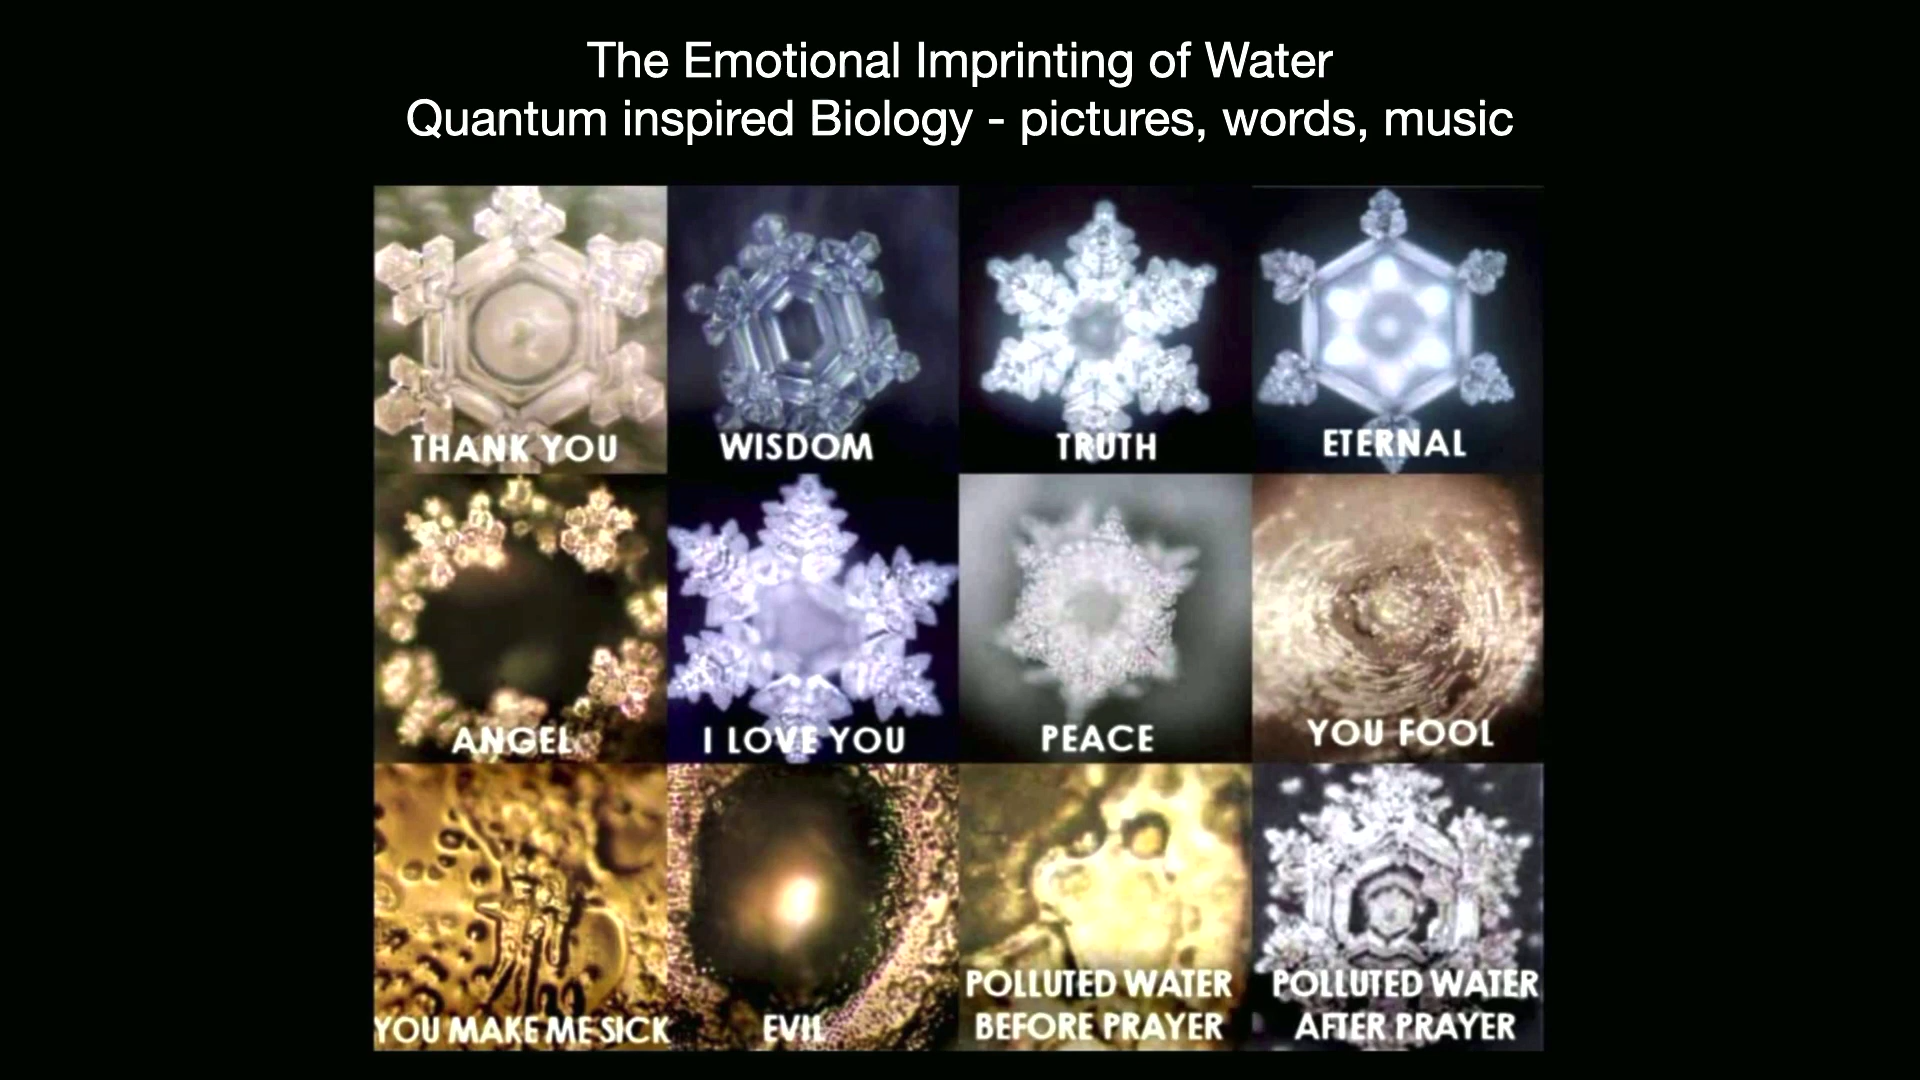 The Emotional Imprinting of Water
Quantum inspired Biology - pictures, words, music
THANK YOU
WISDOM
TRUTH
ETERNAL
ANGEL
I LOVE YOU
PEACE
YOU FOOL
YOU MAKE ME SICK
EVIL
POLLUTED WATER
BEFORE PRAYER
POLLUTED WATER
AFTER PRAYER